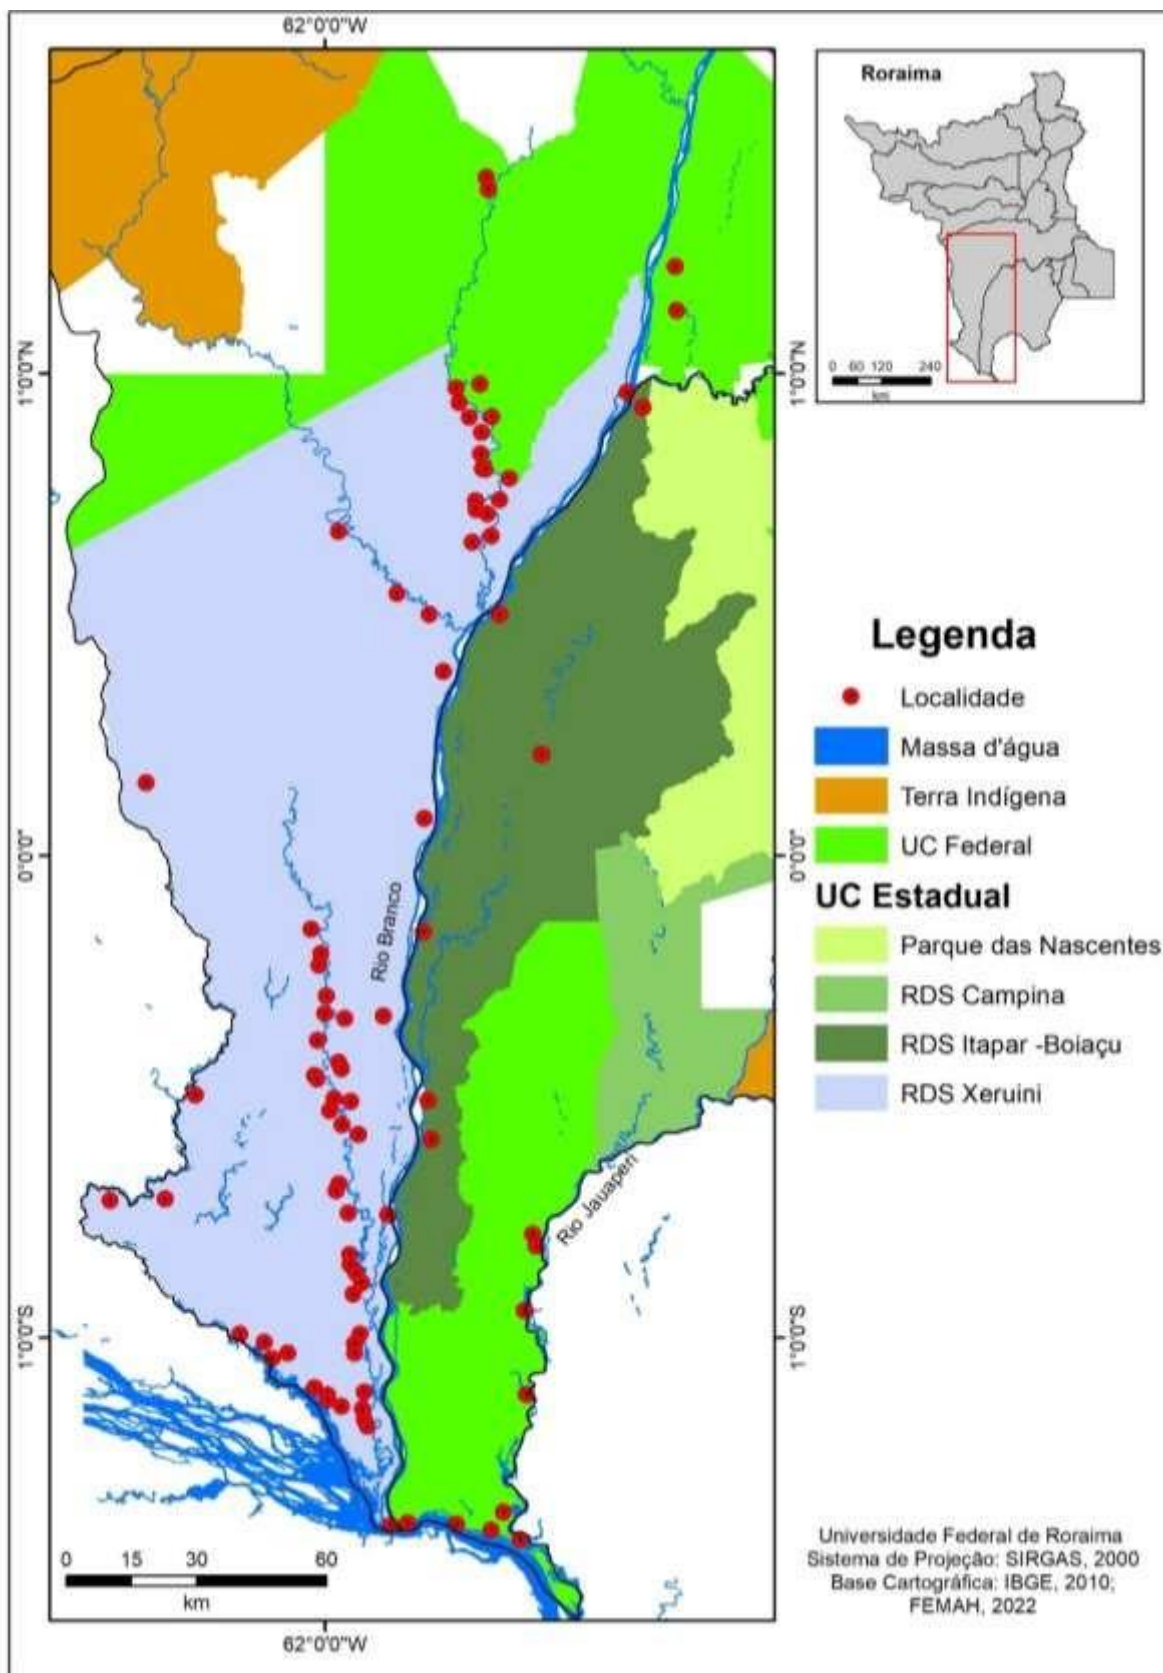 62°0'0"W
Roraima
0 60 120 240
km
1°0'0"N
1°0'0"N
Legenda
Localidade
Massa d'água
Terra Indígena
UC Federal
UC Estadual
Parque das Nascentes
RDS Campina
RDS Itapar -Boiaçu
RDS Xeruini
0°0'0"
0°0'0"
Rio Branco
Rio Jauaperi
1°0'0"S
1°0'0"S
0 15 30 60
km
62°0'0"W
Universidade Federal de Roraima
Sistema de Projeção: SIRGAS, 2000
Base Cartográfica: IBGE, 2010;
FEMAH, 2022